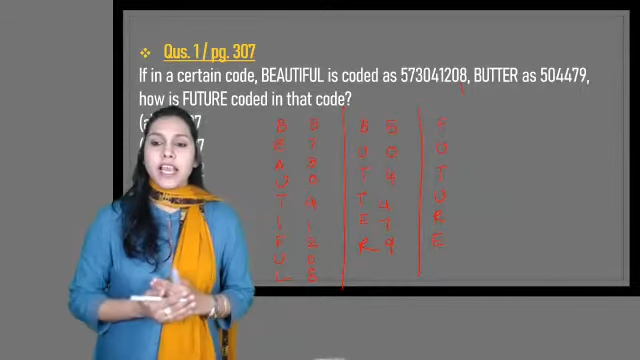 ❖ Qus. 1 / pg. 307
If in a certain code, BEAUTIFUL is coded as 573041208, BUTTER as 504479,
how is FUTURE coded in that code?
(a)
7
7
B 5 B 5 F
E 7 U 0 U
A 3 T 4 T
U 0 T 4 U
T 4 E 7 R
I 1 R 9 E
F 2
U 0
L 8